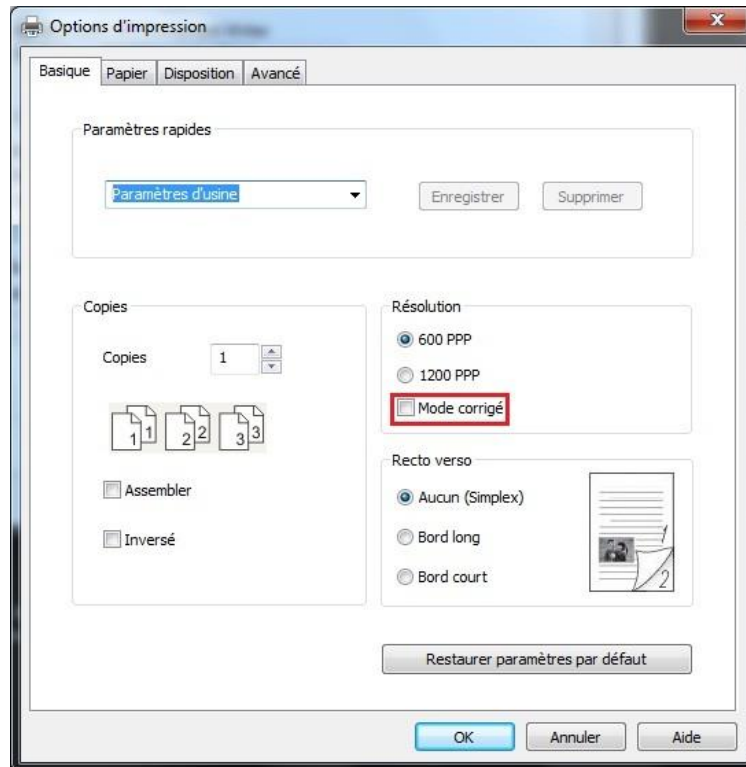 Options d'impression
Basique Papier Disposition Avancé
Paramètres rapides
Paramètres d'usine Enregistrer Supprimer
Copies
Copies 1
1 1 2 2 3 3
Assembler
Inversé
Résolution
600 PPP
1200 PPP
Mode corrigé
Recto verso
Aucun (Simplex)
Bord long
Bord court
1
2
Restaurer paramètres par défaut
OK Annuler Aide